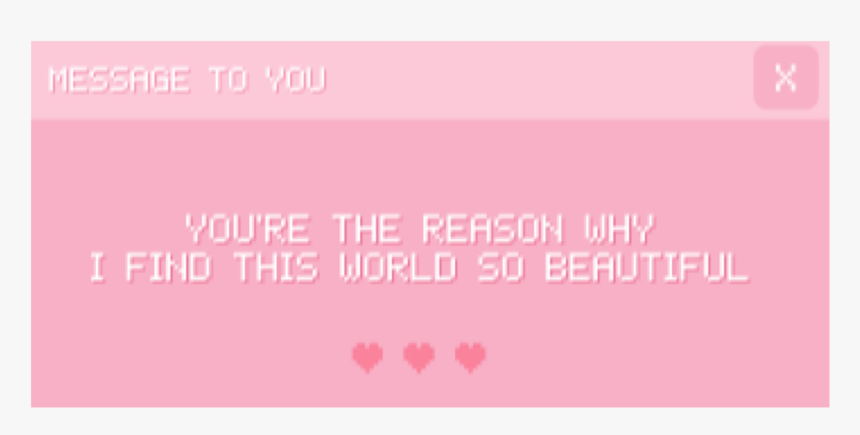 MESSAGE TO YOU
X
YOU'RE THE REASON WHY
I FIND THIS WORLD SO BEAUTIFUL